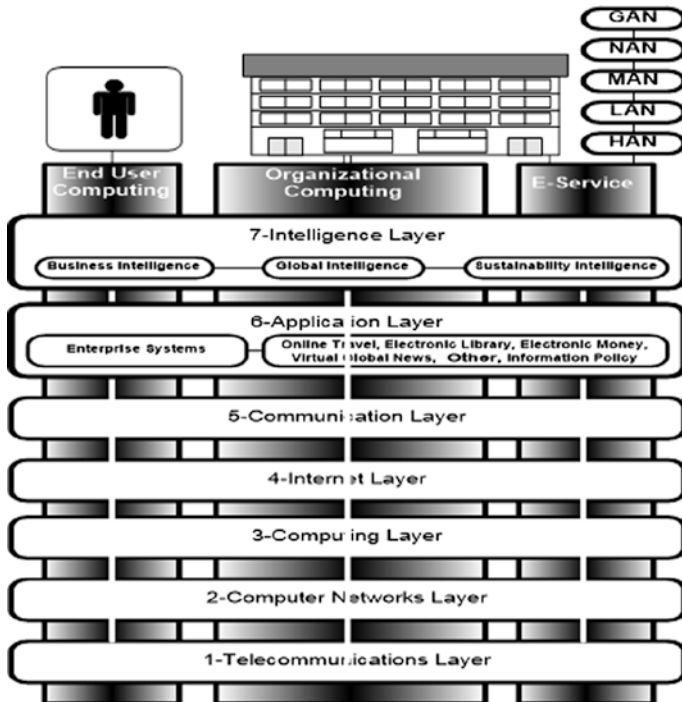 GAN
NAN
MAN
LAN
HAN
End User
Computing
Organizational
Computing
E-Service
7-Intelligence Layer
Business Intelligence
Global Intelligence
Sustainability Intelligence
6-Application Layer
Enterprise Systems
Online Travel, Electronic Library, Electronic Money,
Virtual Global News, Other, Information Policy
5-Communication Layer
4-Internet Layer
3-Computing Layer
2-Computer Networks Layer
1-Telecommunications Layer